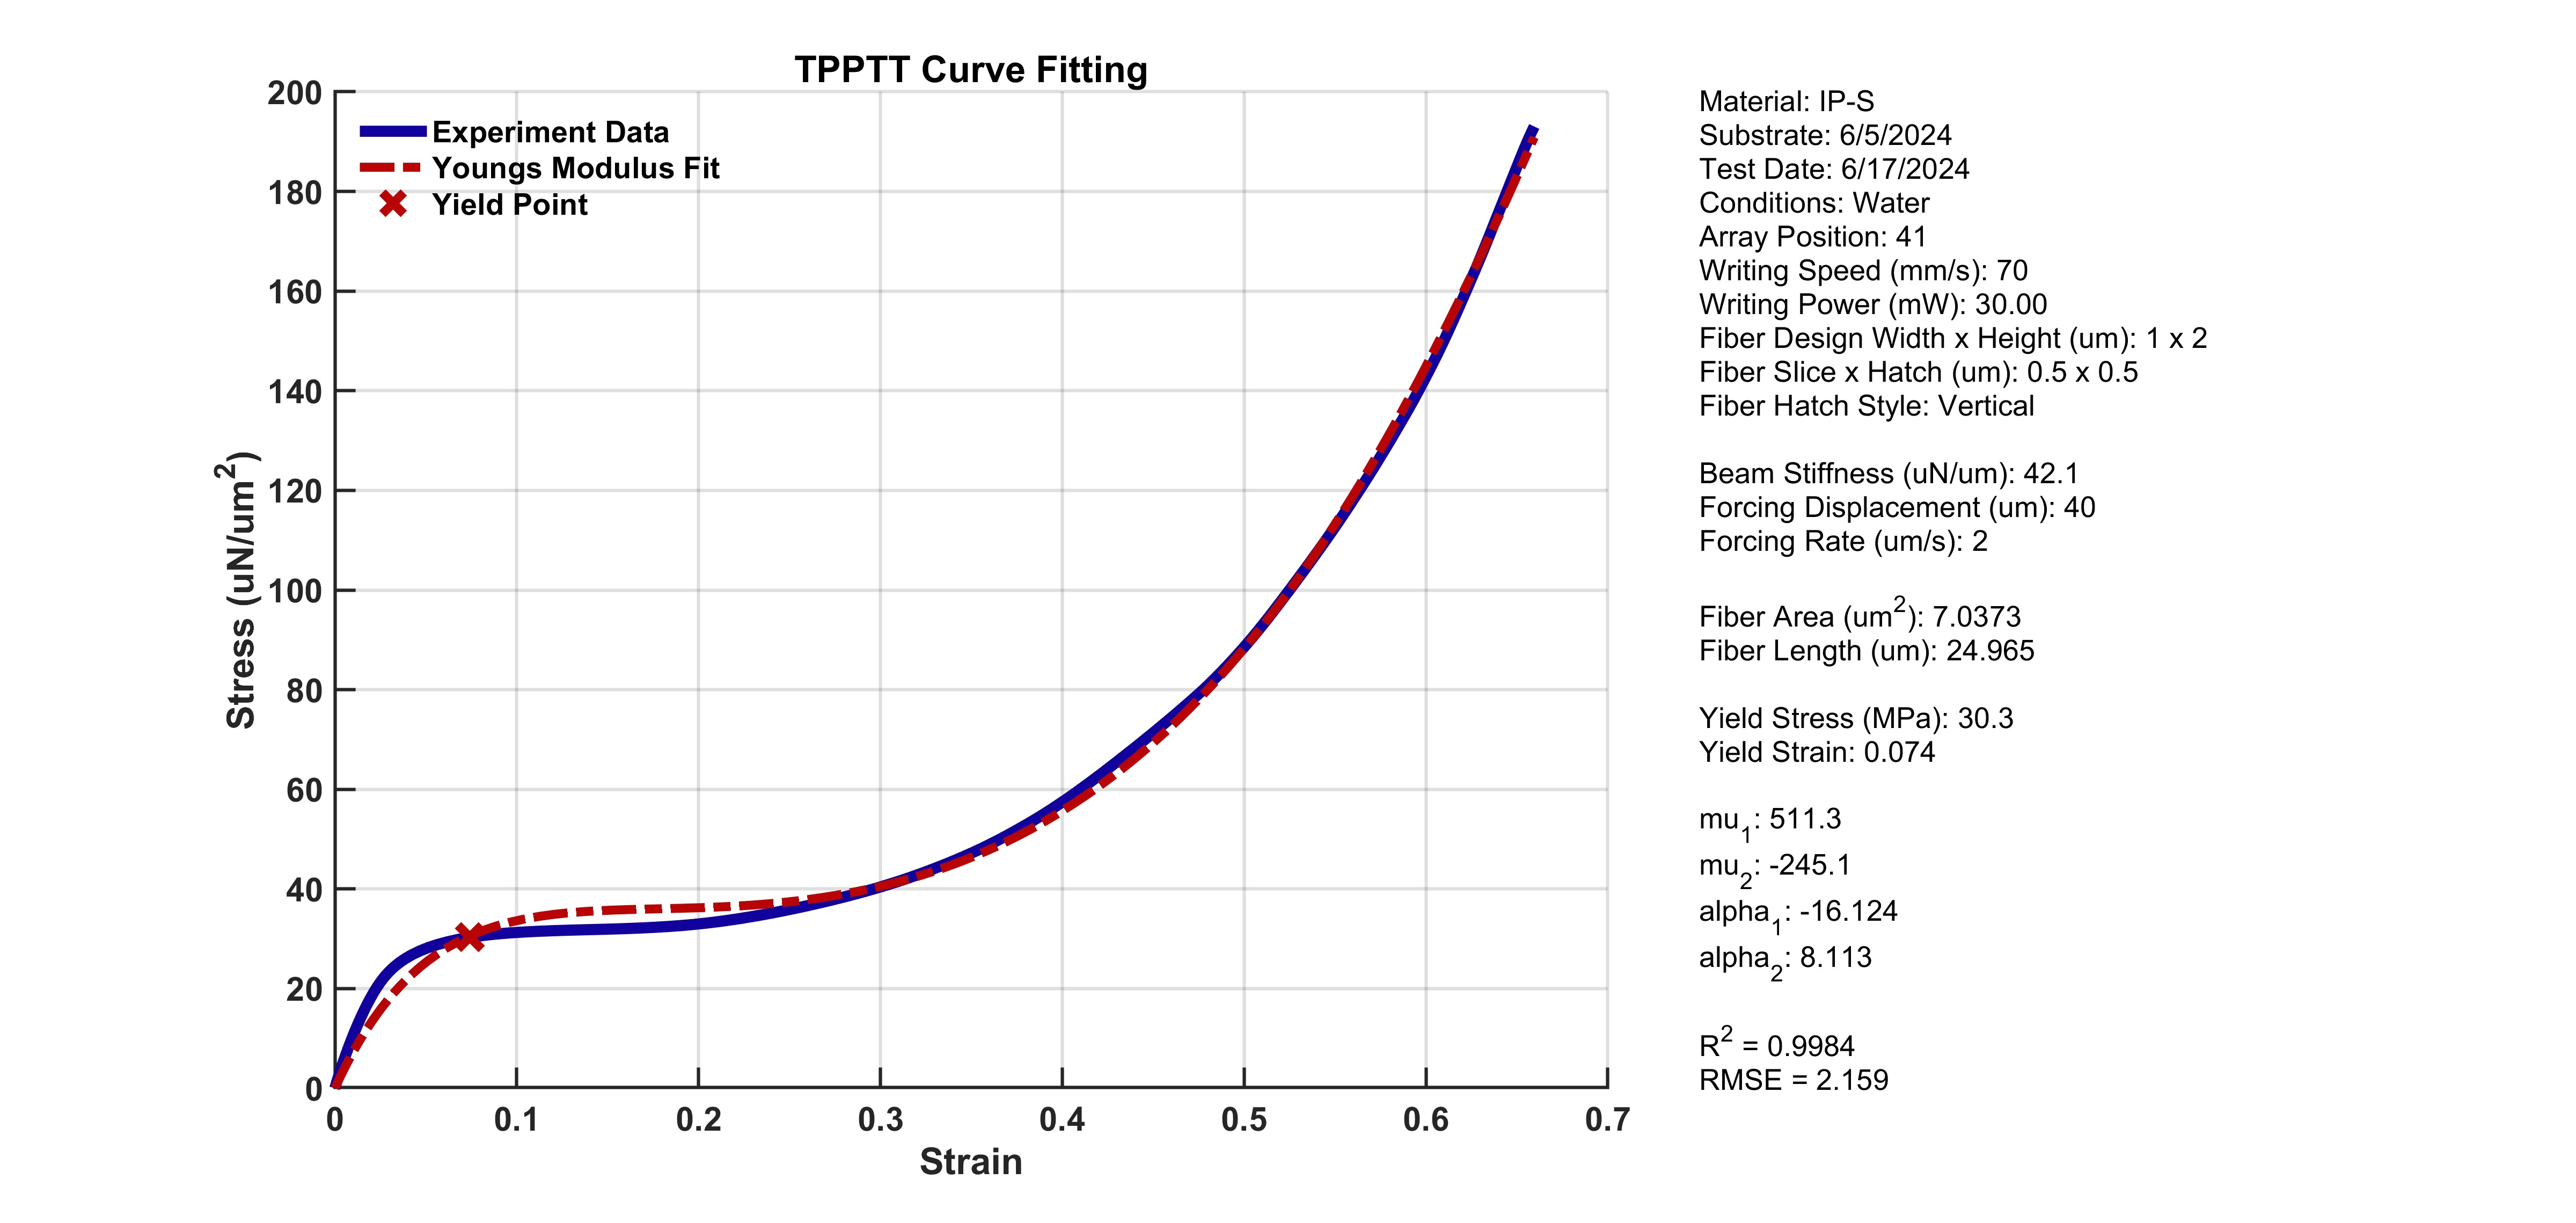 TPPTT Curve Fitting
200
180
160
140
120
100
80
60
40
20
0
Stress (uN/um²)
Experiment Data
Youngs Modulus Fit
Yield Point
0 0.1 0.2 0.3 0.4 0.5 0.6 0.7
Strain
Material: IP-S
Substrate: 6/5/2024
Test Date: 6/17/2024
Conditions: Water
Array Position: 41
Writing Speed (mm/s): 70
Writing Power (mW): 30.00
Fiber Design Width x Height (um): 1 x 2
Fiber Slice x Hatch (um): 0.5 x 0.5
Fiber Hatch Style: Vertical
Beam Stiffness (uN/um): 42.1
Forcing Displacement (um): 40
Forcing Rate (um/s): 2
Fiber Area (um²): 7.0373
Fiber Length (um): 24.965
Yield Stress (MPa): 30.3
Yield Strain: 0.074
mu₁: 511.3
mu₂: -245.1
alpha₁: -16.124
alpha₂: 8.113
R² = 0.9984
RMSE = 2.159